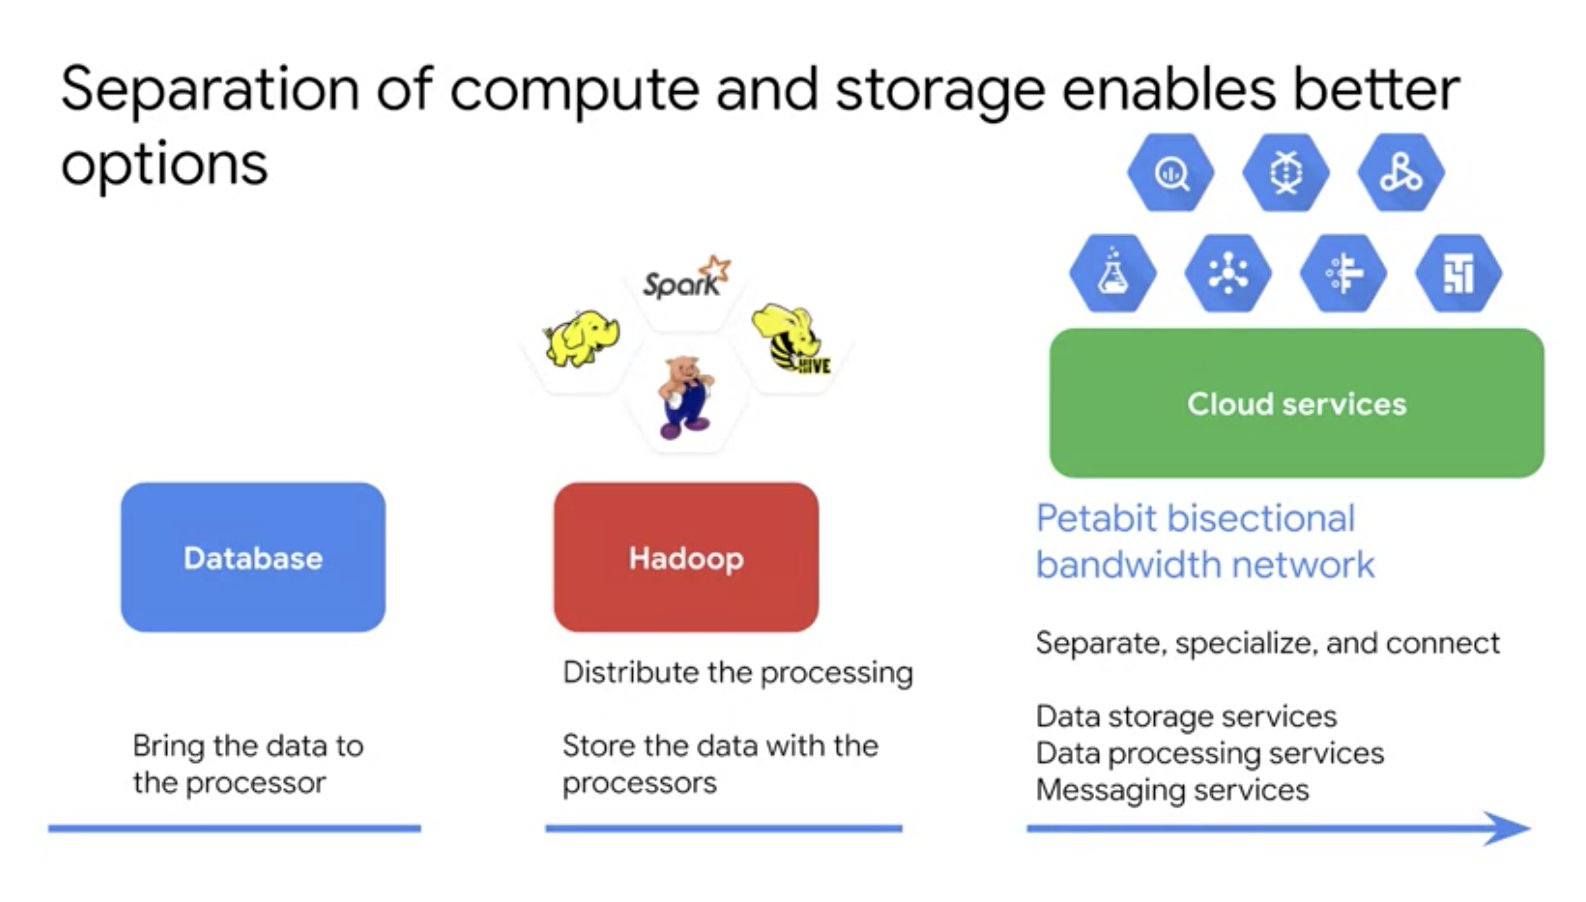 Separation of compute and storage enables better
options
Spark
HIVE
Cloud services
Database
Hadoop
Petabit bisectional
bandwidth network
Separate, specialize, and connect
Distribute the processing
Data storage services
Data processing services
Messaging services
Bring the data to
the processor
Store the data with the
processors